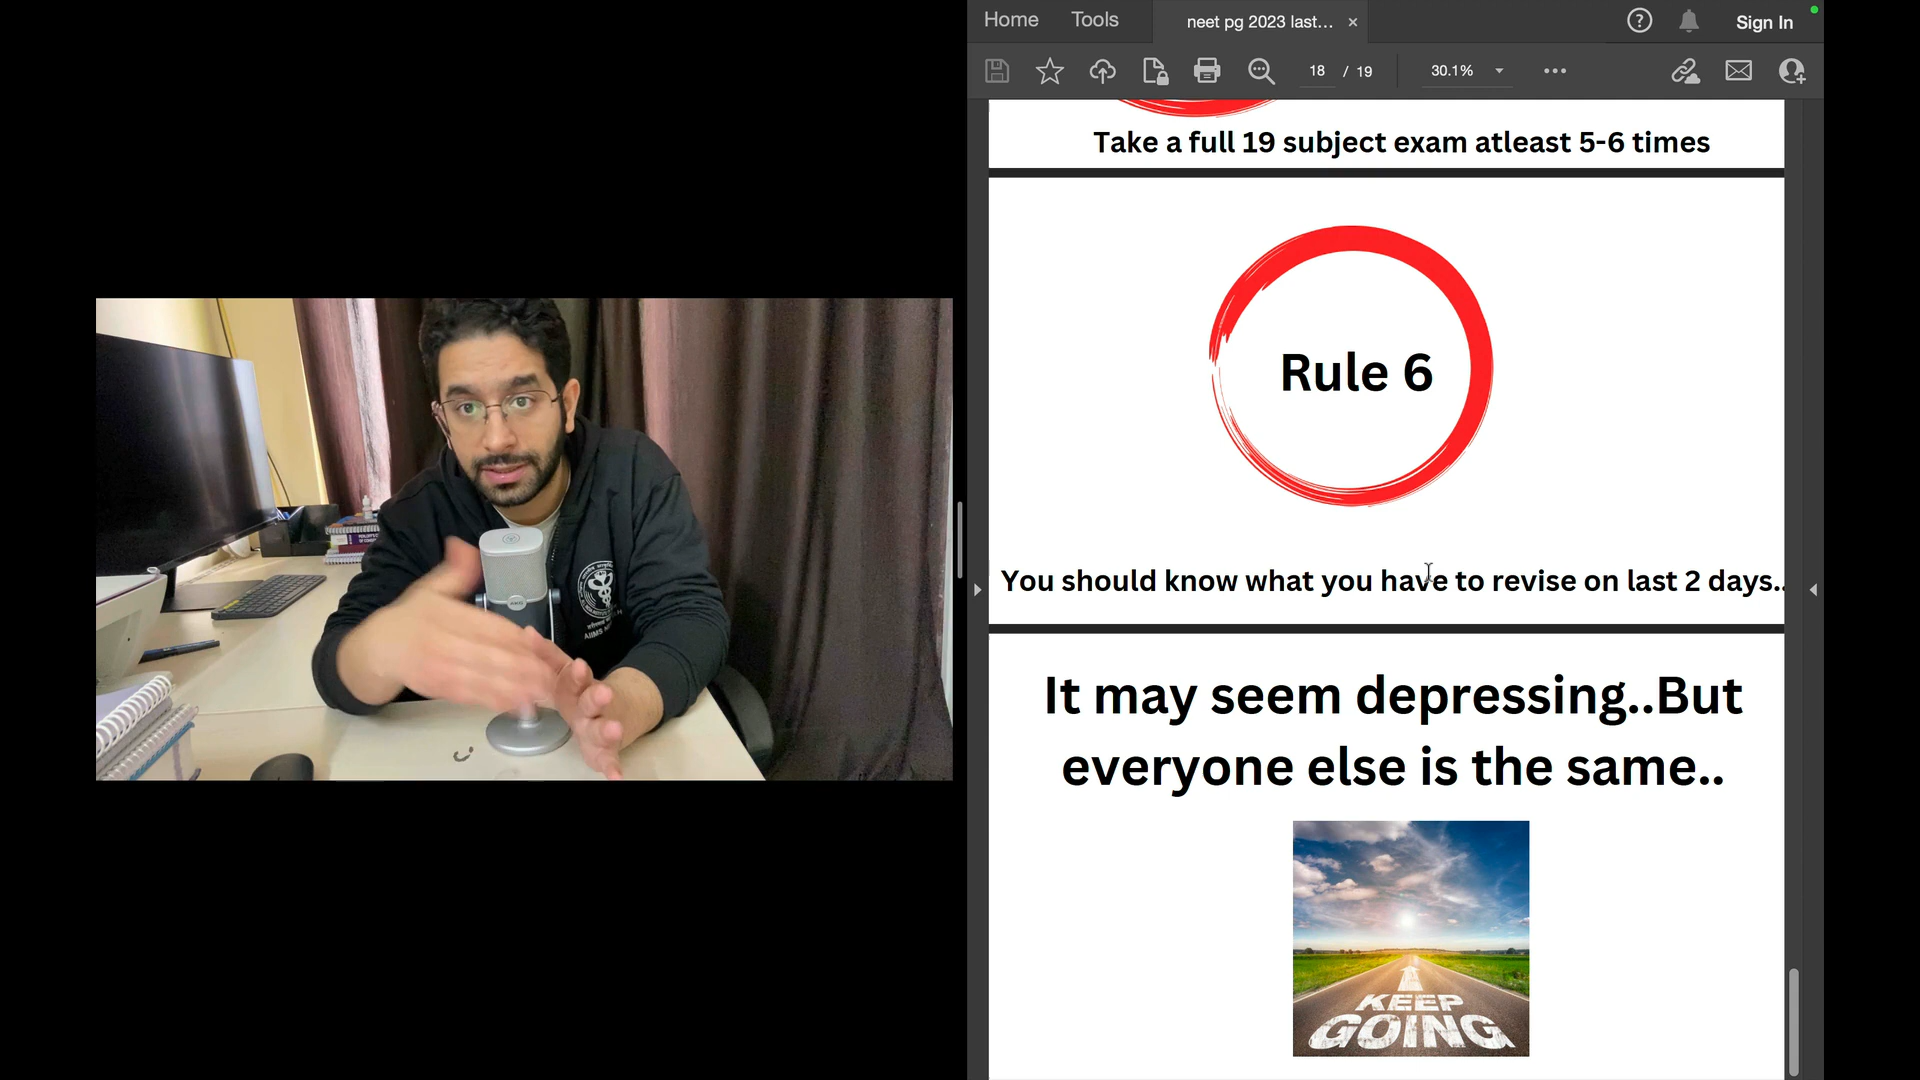 Home Tools neet pg 2023 last... × Sign In
18 / 19 30.1%
Take a full 19 subject exam atleast 5-6 times
Rule 6
You should know what you have to revise on last 2 days..
It may seem depressing..But
everyone else is the same..
KEEP
GOING
AKG